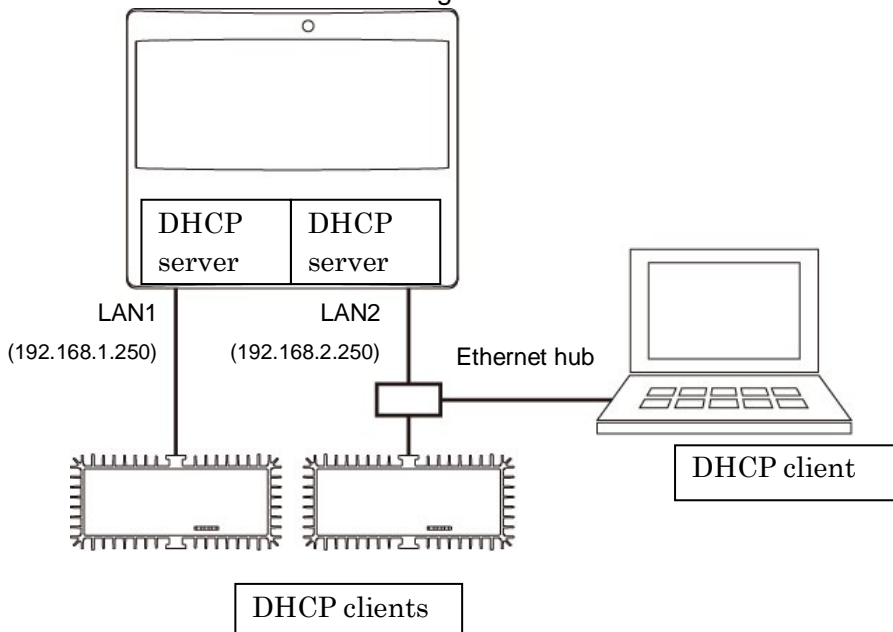 DHCP server
DHCP server
LAN1
(192.168.1.250)
LAN2
(192.168.2.250)
Ethernet hub
DHCP client
DHCP clients